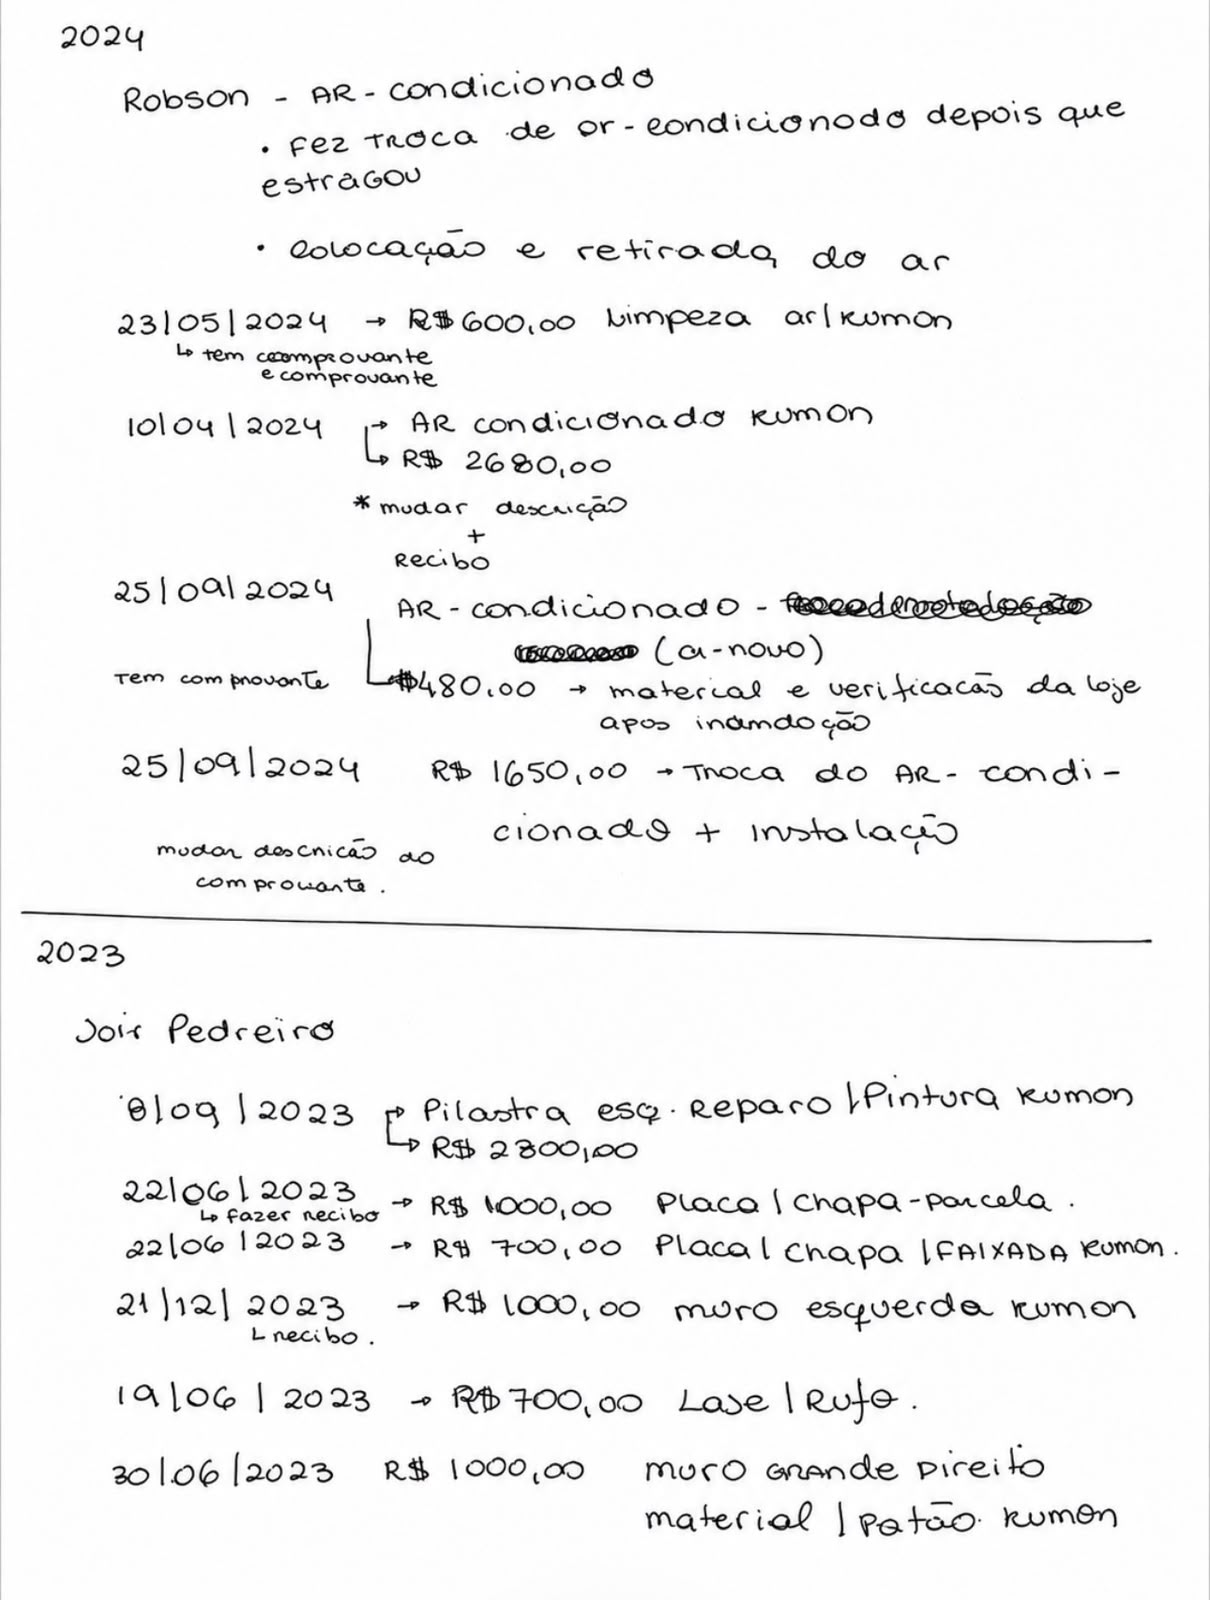 2024
Robson - AR-condicionado
• fez TROCA de ar-condicionado depois que
estragou
• colocação e retirada do ar
23/05/2024 → R$600,00 Limpeza ar/kumon
↳ tem ccomprovante
e comprovante
10/04/2024 → AR condicionado kumon
↳ R$ 2680,00
* mudar descrição
+
Recibo
25/09/2024
AR-condicionado -
(a-novo)
Tem comprovante ↳ $480,00 → material e verificacão da loje
apos inamdoção
25/09/2024 R$ 1650,00 → Troca do AR-condi-
cionado + instalação
mudar descricão do
comprovante.
2023
Joir Pedreiro
8/09/2023 → Pilastra esq. Reparo/Pintura kumon
↳ R$ 2800,00
22/06/2023 → R$ 1000,00 Placa/chapa-parcela.
↳ fazer recibo
22/06/2023 → R$ 700,00 Placa/chapa/FAIXADA kumon.
21/12/2023 → R$ 1000,00 muro esquerda kumon
↳ recibo.
19/06/2023 → R$700,00 Laje/Rufo.
30/06/2023 R$ 1000,00 muro GRANDE Direito
material/patão kumon